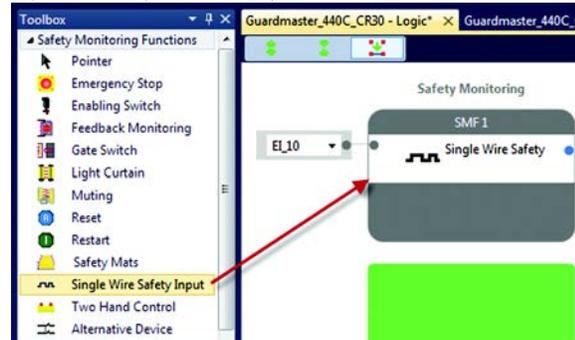 Toolbox
Safety Monitoring Functions
Pointer
Emergency Stop
Enabling Switch
Feedback Monitoring
Gate Switch
Light Curtain
Muting
Reset
Restart
Safety Mats
Single Wire Safety Input
Two Hand Control
Alternative Device
Guardmaster_440C_CR30 - Logic* Guardmaster_440C_
Safety Monitoring
SMF 1
EI_10
Single Wire Safety